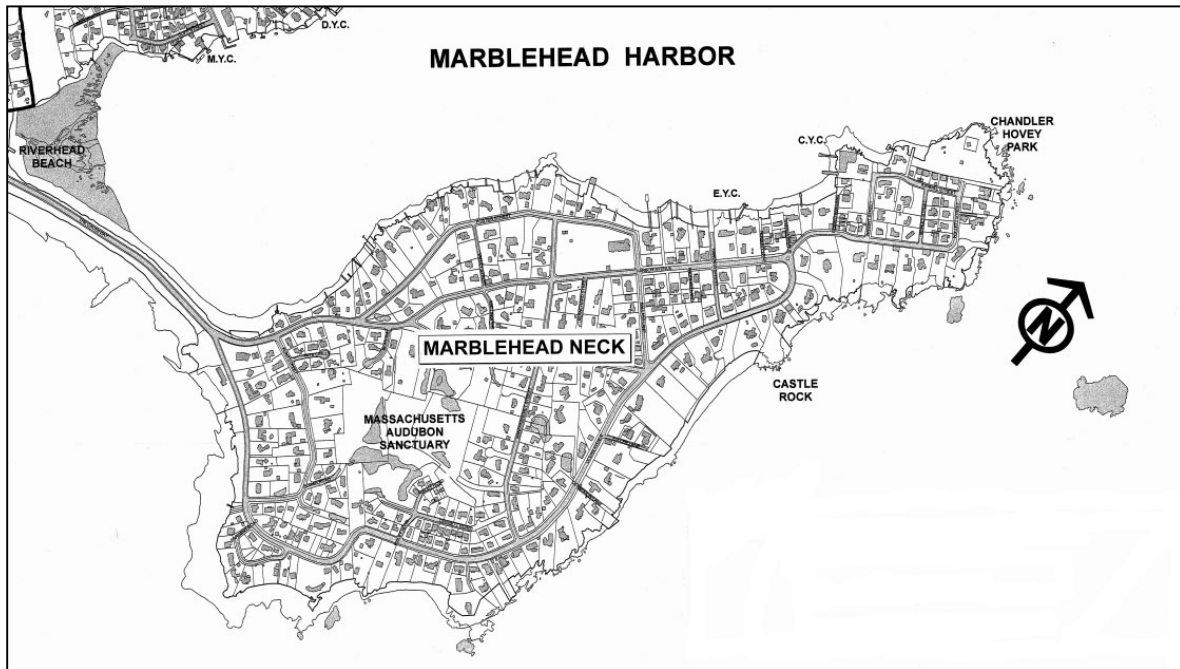 D.Y.C.
M.Y.C.
MARBLEHEAD HARBOR
CHANDLER
HOVEY
PARK
C.Y.C.
RIVERHEAD
BEACH
E.Y.C.
N
MARBLEHEAD NECK
CASTLE
ROCK
MASSACHUSETTS
AUDUBON
SANCTUARY